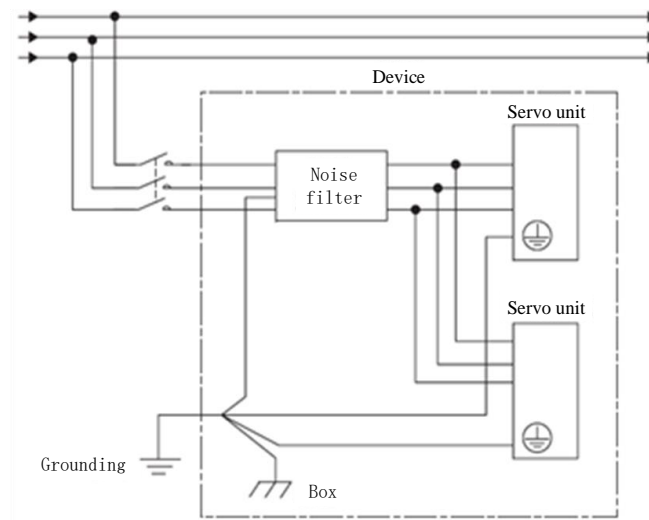 Device
Servo unit
Noise
filter
Servo unit
Grounding
Box